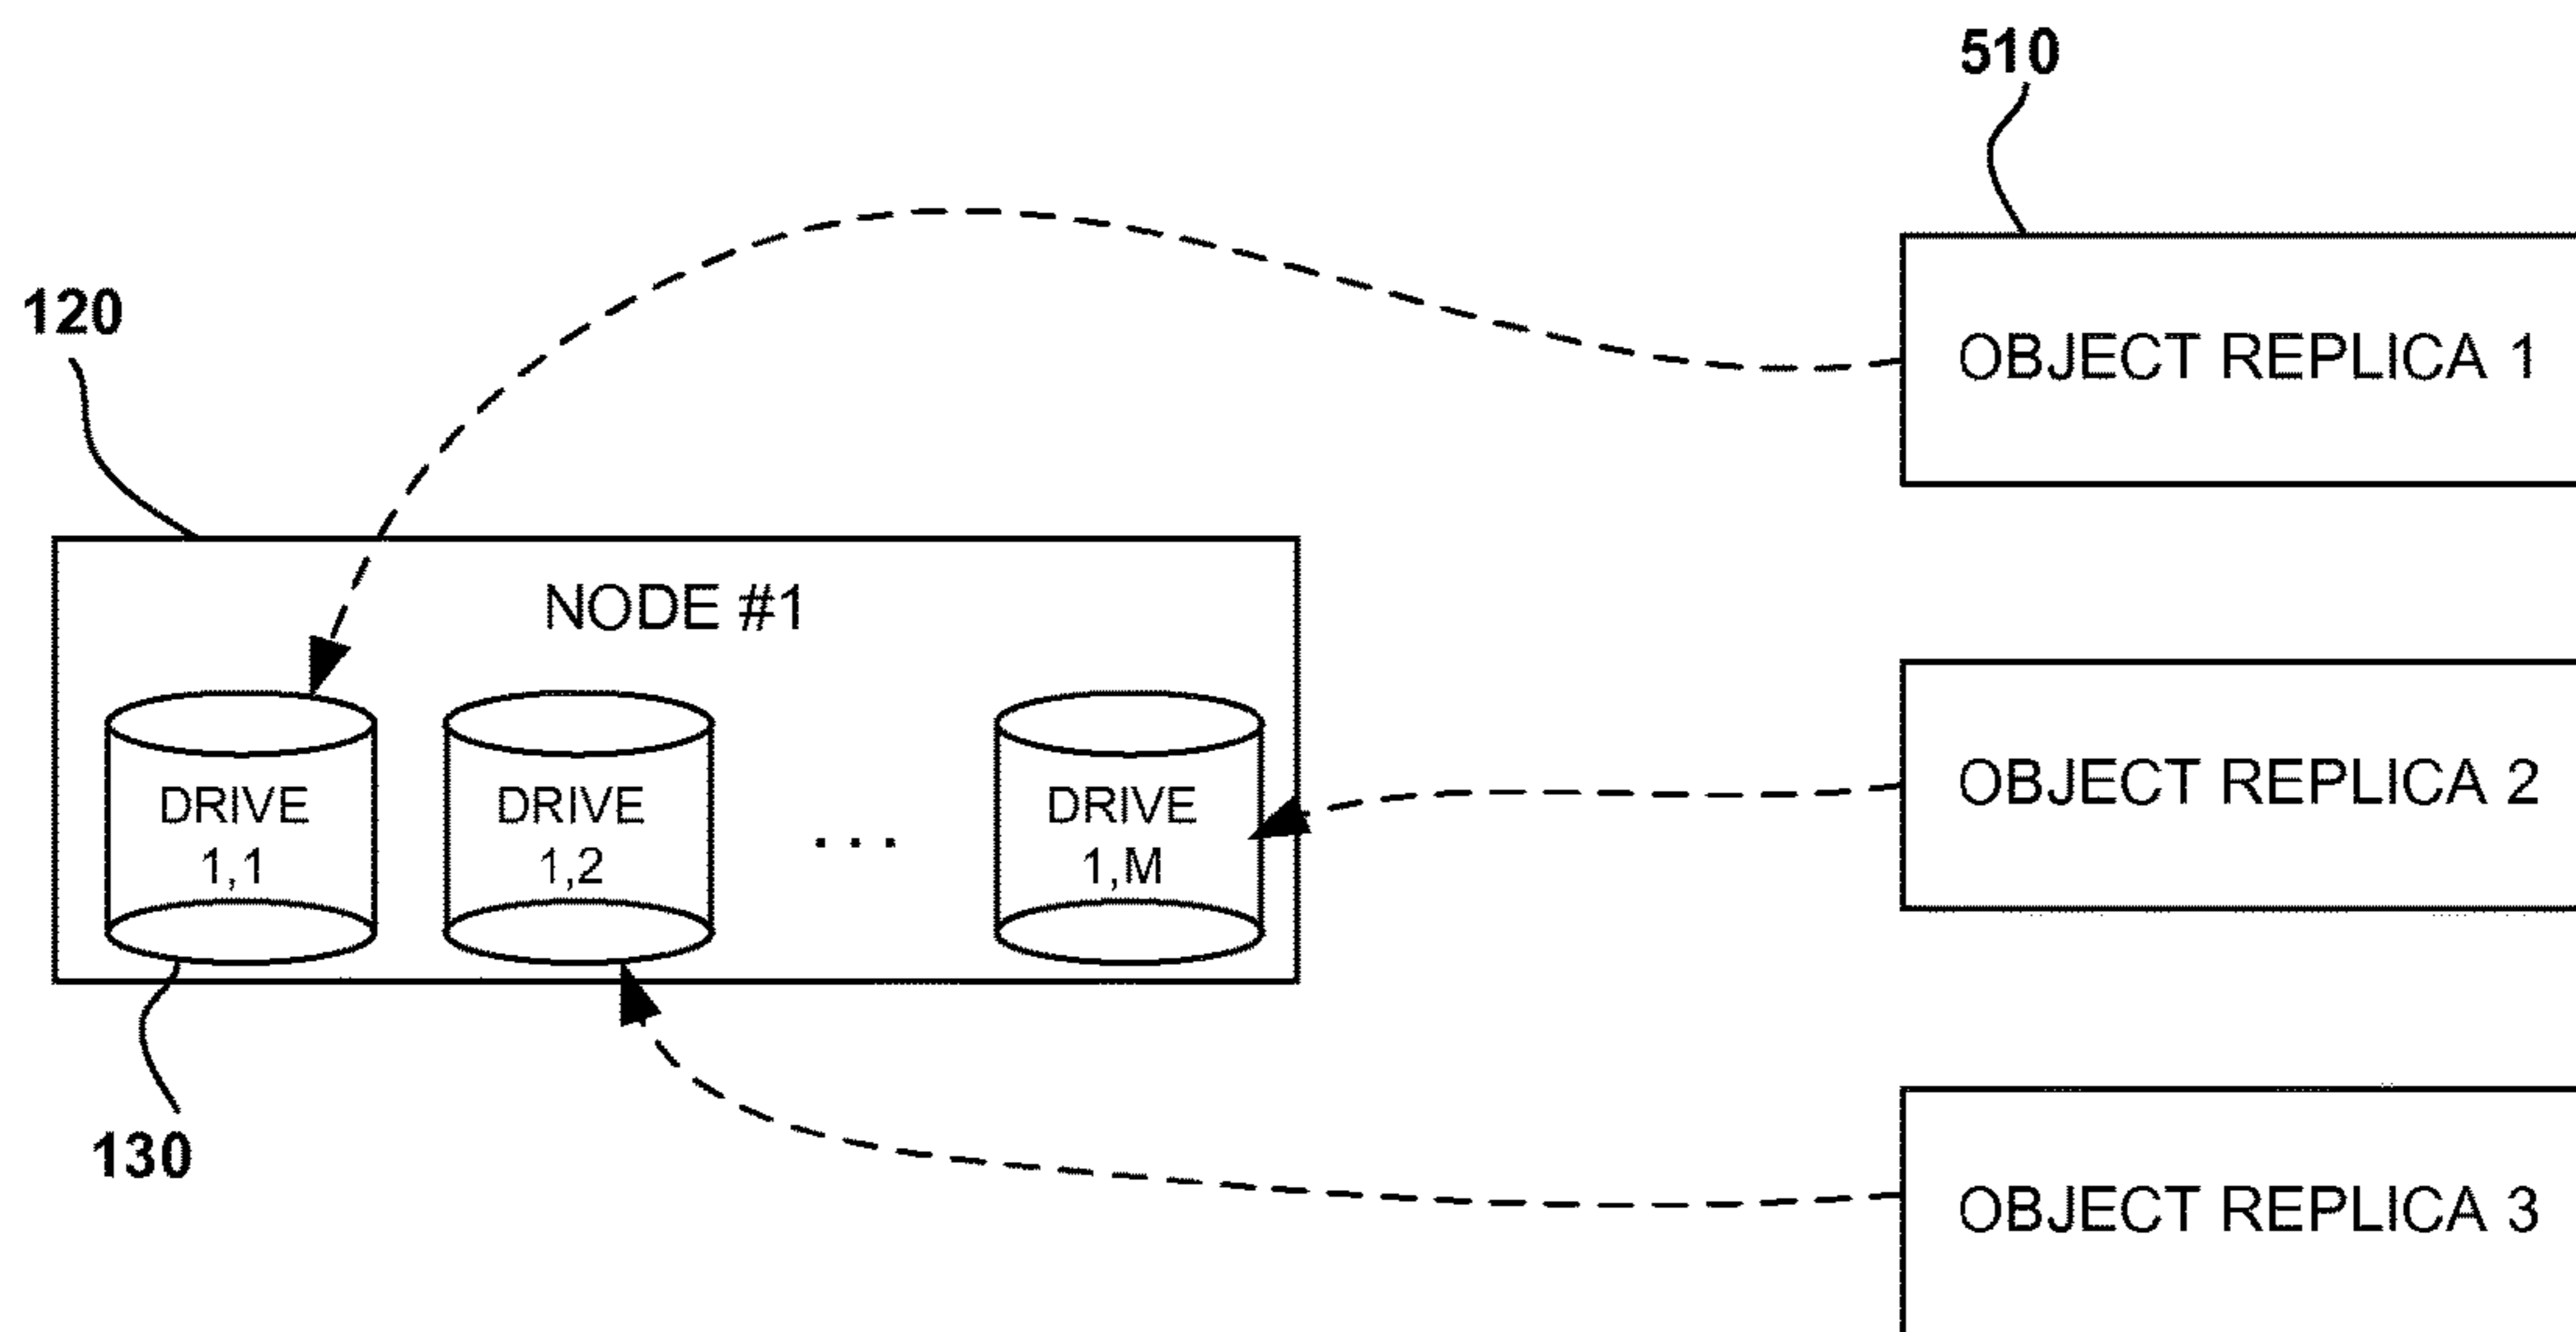 510
OBJECT REPLICA 1
120
NODE #1
DRIVE
1,1
DRIVE
1,2
...
DRIVE
1,M
OBJECT REPLICA 2
130
OBJECT REPLICA 3